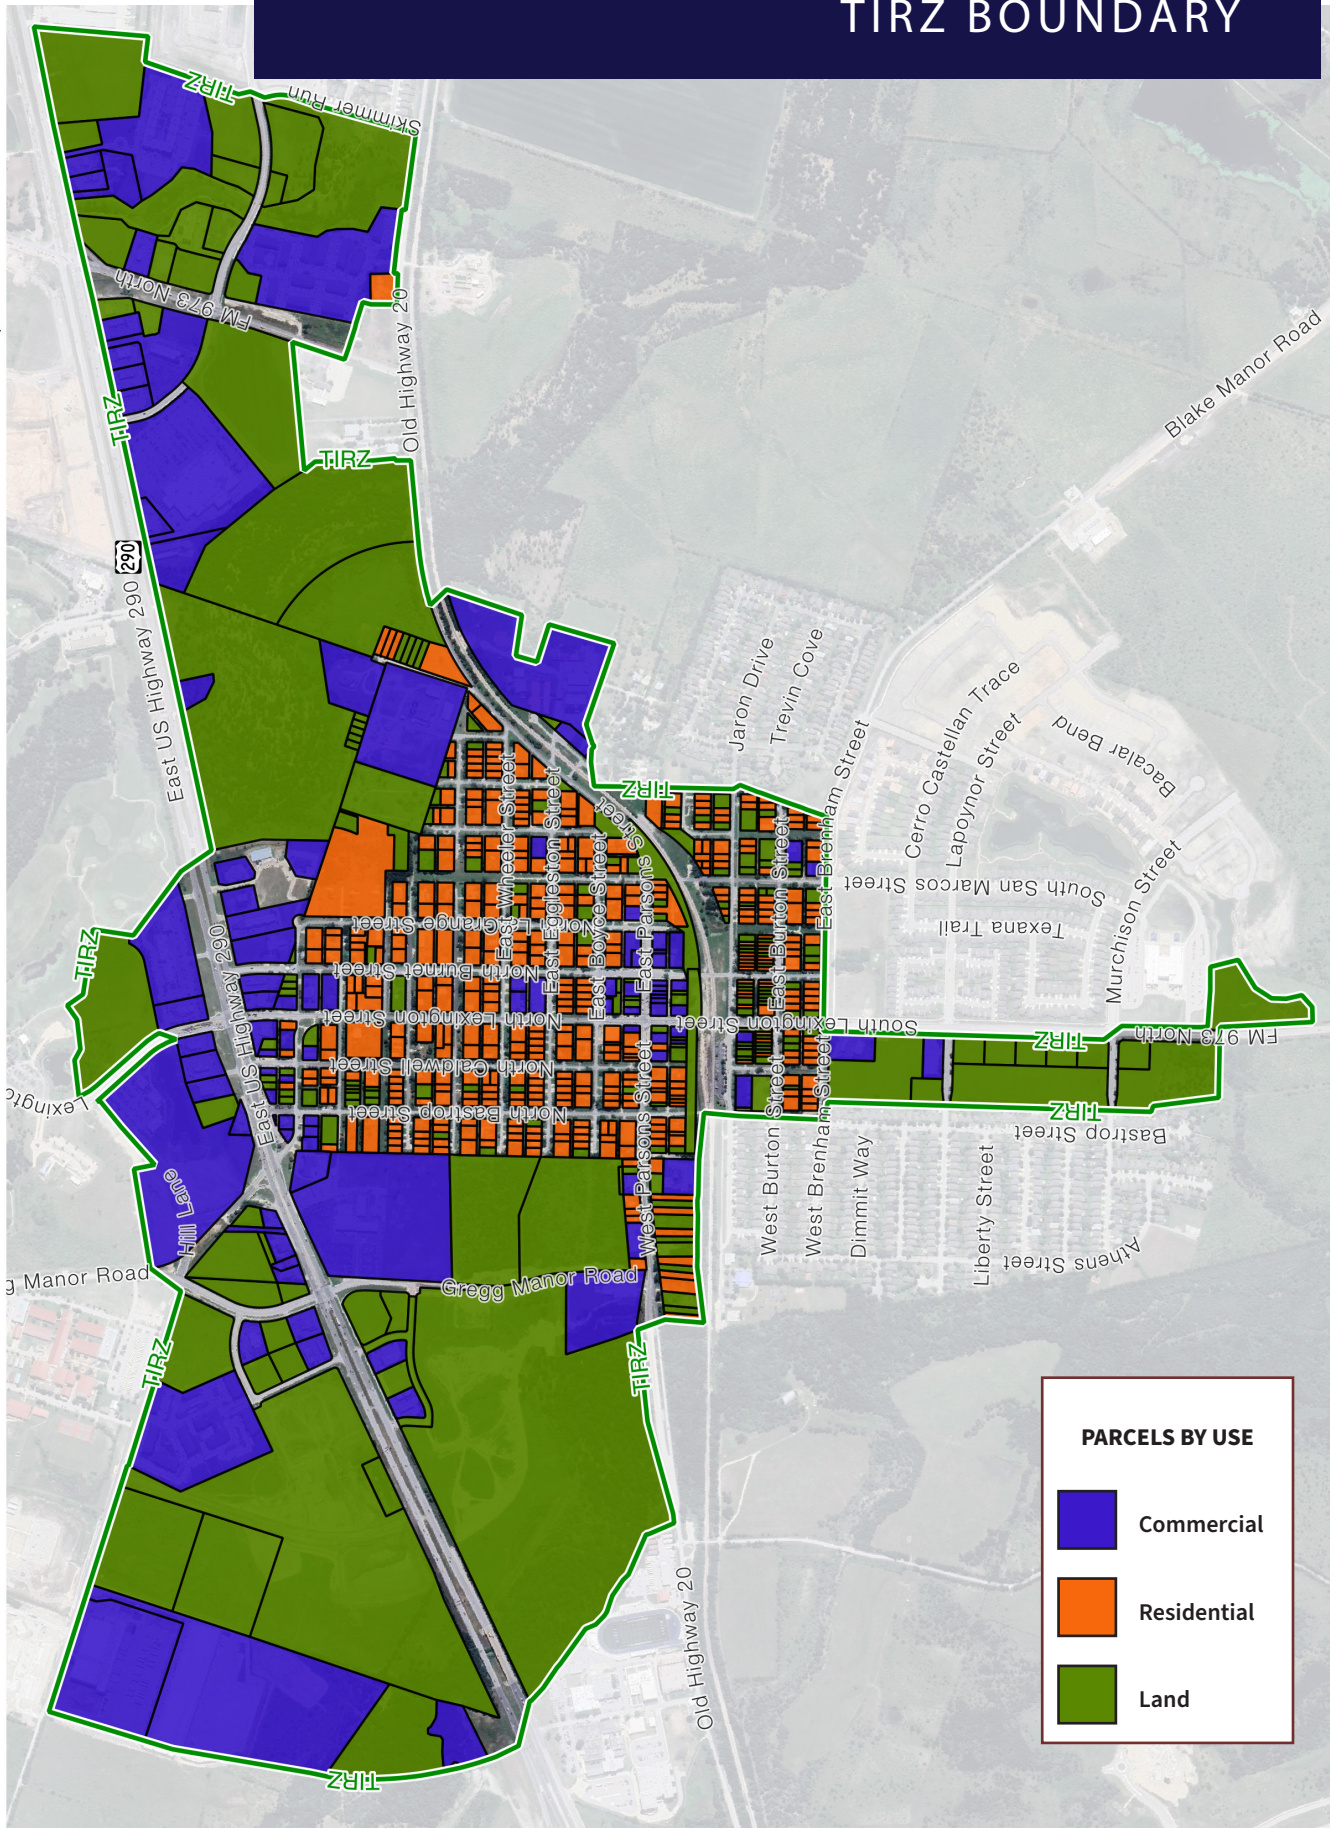 TIRZ BOUNDARY
TIRZ
Skimmer Run
FM 973 North
Old Highway 20
Blake Manor Road
TIRZ
TIRZ
290
East US Highway 290
Jaron Drive
Trevin Cove
Cerro Castellan Trace
Lapoynor Street
Bacalar Bend
TIRZ
East Brenham Street
East Wheeler Street
East Eggleston Street
East Boyce Street
East Parsons Street
East Burton Street
South San Marcos Street
Texana Trail
Murchison Street
North La Grange Street
TIRZ
East US Highway 290
North Burnet Street
North Lexington Street
South Lexington Street
TIRZ
FM 973 North
North Caldwell Street
North Bastrop Street
TIRZ
Bastrop Street
Lexingto
West Parsons Street
West Burton Street
West Brenham Street
Dimmit Way
Liberty Street
Athens Street
Hill Lane
g Manor Road
Gregg Manor Road
TIRZ
TIRZ
Old Highway 20
TIRZ
PARCELS BY USE
Commercial
Residential
Land